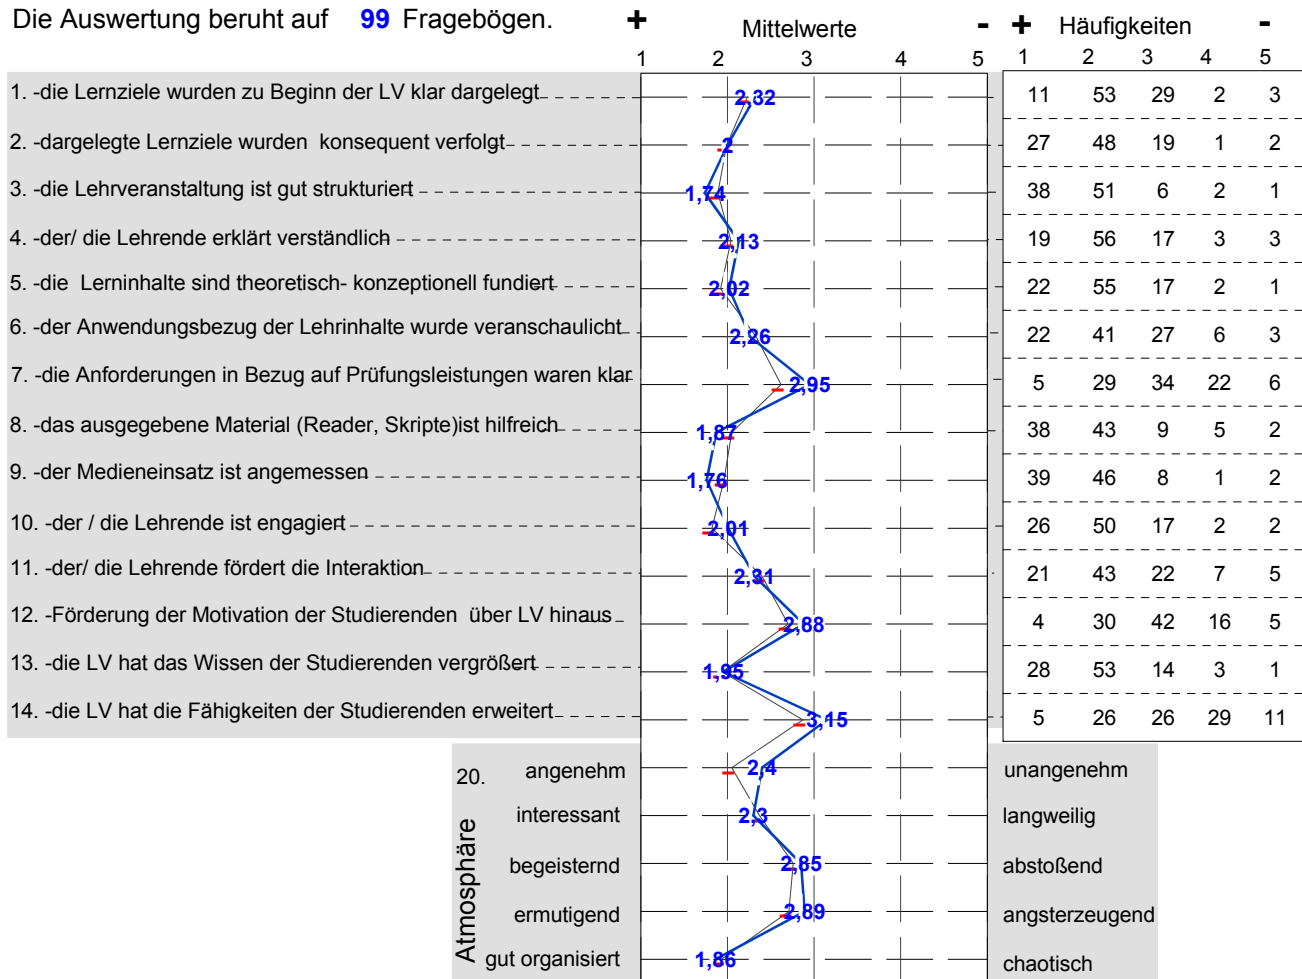 Die Auswertung beruht auf 99 Fragebögen. + Mittelwerte - + Häufigkeiten -
1 2 3 4 5 1 2 3 4 5
1. -die Lernziele wurden zu Beginn der LV klar dargelegt 2,32 11 53 29 2 3
2. -dargelegte Lernziele wurden konsequent verfolgt 2 27 48 19 1 2
3. -die Lehrveranstaltung ist gut strukturiert 1,74 38 51 6 2 1
4. -der/ die Lehrende erklärt verständlich 2,13 19 56 17 3 3
5. -die Lerninhalte sind theoretisch- konzeptionell fundiert 2,02 22 55 17 2 1
6. -der Anwendungsbezug der Lehrinhalte wurde veranschaulicht 2,26 22 41 27 6 3
7. -die Anforderungen in Bezug auf Prüfungsleistungen waren klar 2,95 5 29 34 22 6
8. -das ausgegebene Material (Reader, Skripte)ist hilfreich 1,87 38 43 9 5 2
9. -der Medieneinsatz ist angemessen 1,76 39 46 8 1 2
10. -der / die Lehrende ist engagiert 2,01 26 50 17 2 2
11. -der/ die Lehrende fördert die Interaktion 2,31 21 43 22 7 5
12. -Förderung der Motivation der Studierenden über LV hinaus 2,88 4 30 42 16 5
13. -die LV hat das Wissen der Studierenden vergrößert 1,95 28 53 14 3 1
14. -die LV hat die Fähigkeiten der Studierenden erweitert 3,15 5 26 26 29 11
20. angenehm 2,4 unangenehm
Atmosphäre
interessant 2,3 langweilig
begeisternd 2,85 abstoßend
ermutigend 2,89 angsterzeugend
gut organisiert 1,86 chaotisch